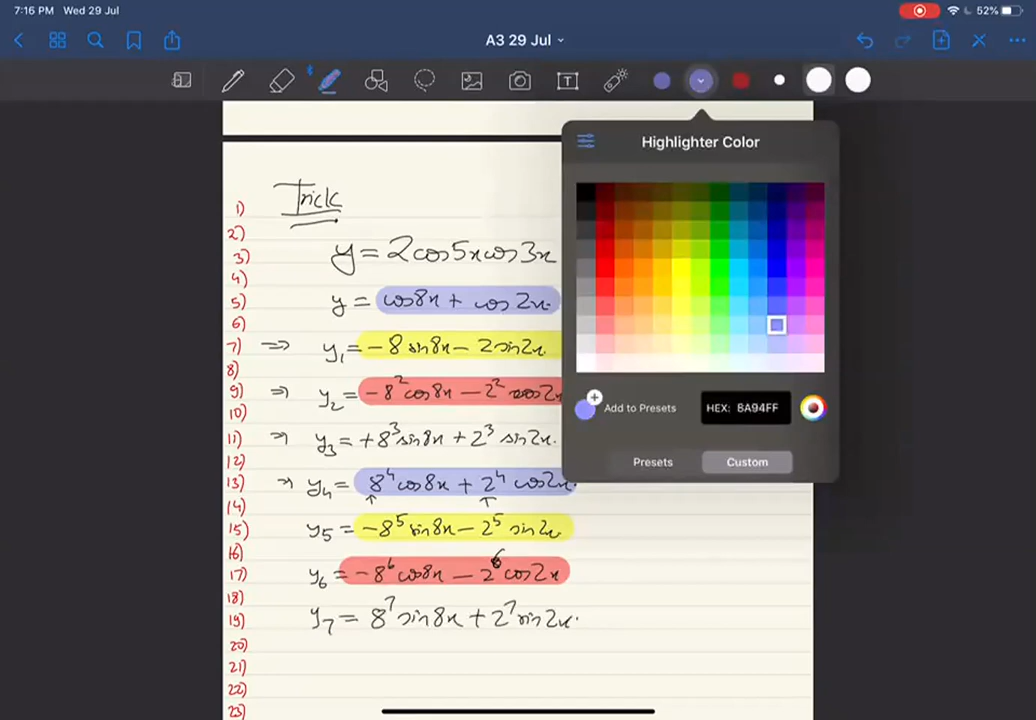 7:16 PM Wed 29 Jul
52%
A3 29 Jul
T
Highlighter Color
Trick
1)
2)
3) y = 2cos5xcos3x
4)
5) y = cos8x + cos2x.
6)
7) => y₁ = -8 sin8x - 2sin2x.
8)
9) => y₂ = -8² cos8x - 2² cos2x
10)
11) => y₃ = +8³ sin8x + 2³ sin2x.
12)
13) => y₄ = 8⁴ cos8x + 2⁴ cos2x.
14)
15) y₅ = -8⁵ sin8x - 2⁵ sin2x
16)
17) y₆ = -8⁶ cos8x - 2⁶ cos2x
18)
19) y₇ = 8⁷ sin8x + 2⁷ sin2x.
20)
21)
22)
23)
Add to Presets
HEX: 8A94FF
Presets
Custom